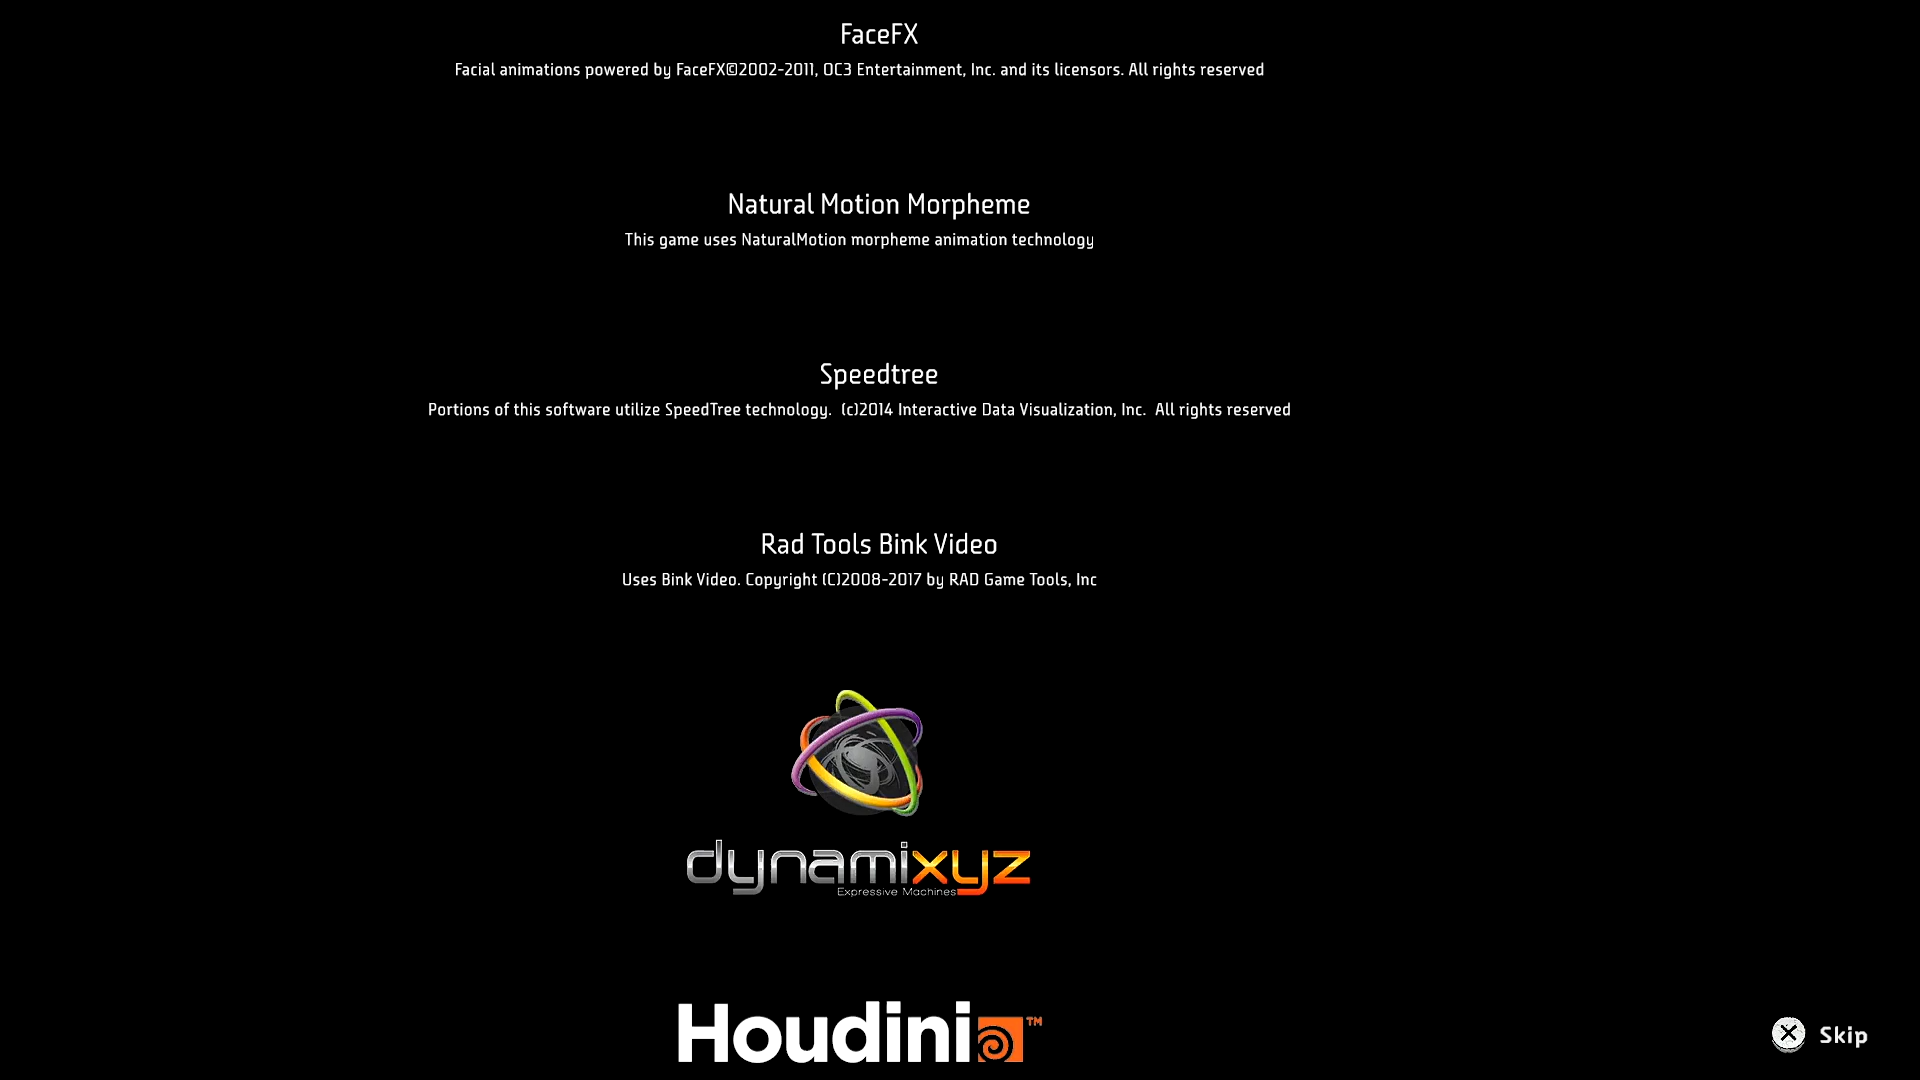 FaceFX
Facial animations powered by FaceFX©2002-2011, OC3 Entertainment, Inc. and its licensors. All rights reserved
Natural Motion Morpheme
This game uses NaturalMotion morpheme animation technology
Speedtree
Portions of this software utilize SpeedTree technology.  (c)2014 Interactive Data Visualization, Inc.  All rights reserved
Rad Tools Bink Video
Uses Bink Video. Copyright (C)2008-2017 by RAD Game Tools, Inc
dynamixyz
Expressive Machines
Houdini™
Skip